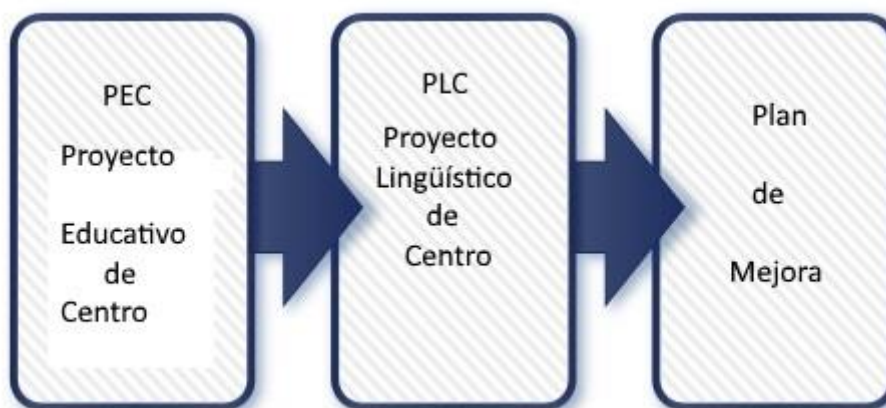 PEC
Proyecto
Educativo
de
Centro
PLC
Proyecto
Lingüístico
de
Centro
Plan
de
Mejora